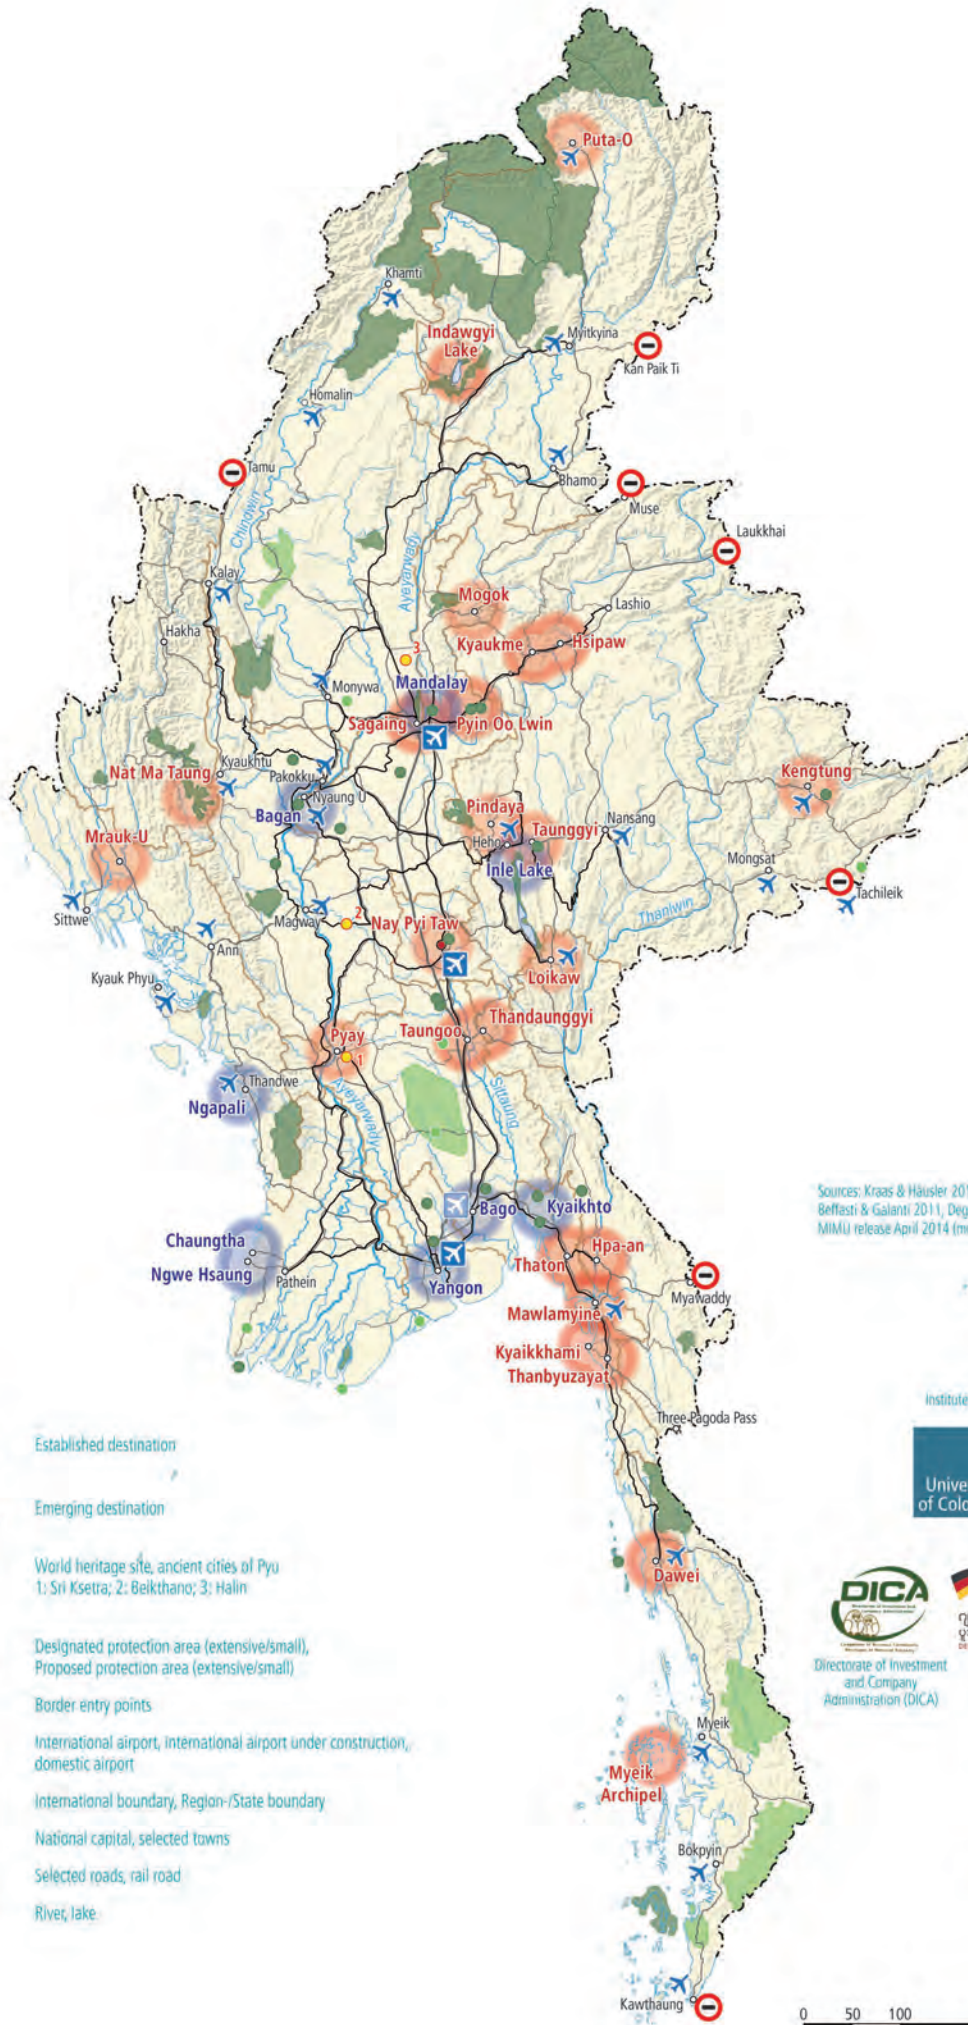 Puta-O
Khamti
Indawgyi
Lake
Myitkyina
Kan Paik Ti
Homalin
Tamu
Bhamo
Muse
Chindwin
Laukkhai
Ayeyarwady
Kalay
Mogok
Lashio
Hakha
Kyaukme
Hsipaw
3
Mandalay
Monywa
Sagaing
Pyin Oo Lwin
Kyaukhtu
Nat Ma Taung
Pakokku
Kengtung
Nyaung U
Bagan
Pindaya
Taunggyi
Nansang
Mrauk-U
Heho
Mongsat
Inle Lake
Tachileik
Sittwe
Magway
2
Nay Pyi Taw
Thanlwin
Ann
Loikaw
Kyauk Phyu
Thandaunggyi
Pyay
Taungoo
1
Thandwe
Ayeyarwady
Sittaung
Ngapali
Sources: Kraas & Häusler 201
Bago
Kyaikhto
Beffasti & Galanti 2011, Deg
MIMU release April 2014 (m
Chaungtha
Hpa-an
Ngwe Hsaung
Thaton
Pathein
Yangon
Myawaddy
Mawlamyine
Kyaikkhami
Thanbyuzayat
Institute
Three Pagoda Pass
Established destination
Unive
of Colo
Emerging destination
World heritage site, ancient cities of Pyu
1: Sri Ksetra; 2: Beikthano; 3: Halin
Dawei
DICA
Designated protection area (extensive/small),
Proposed protection area (extensive/small)
Directorate of Investment
and Company
Administration (DICA)
Border entry points
Myeik
International airport, international airport under construction,
domestic airport
Myeik
Archipel
International boundary, Region-/State boundary
National capital, selected towns
Bokpyin
Selected roads, rail road
River, lake
Kawthaung
0 50 100